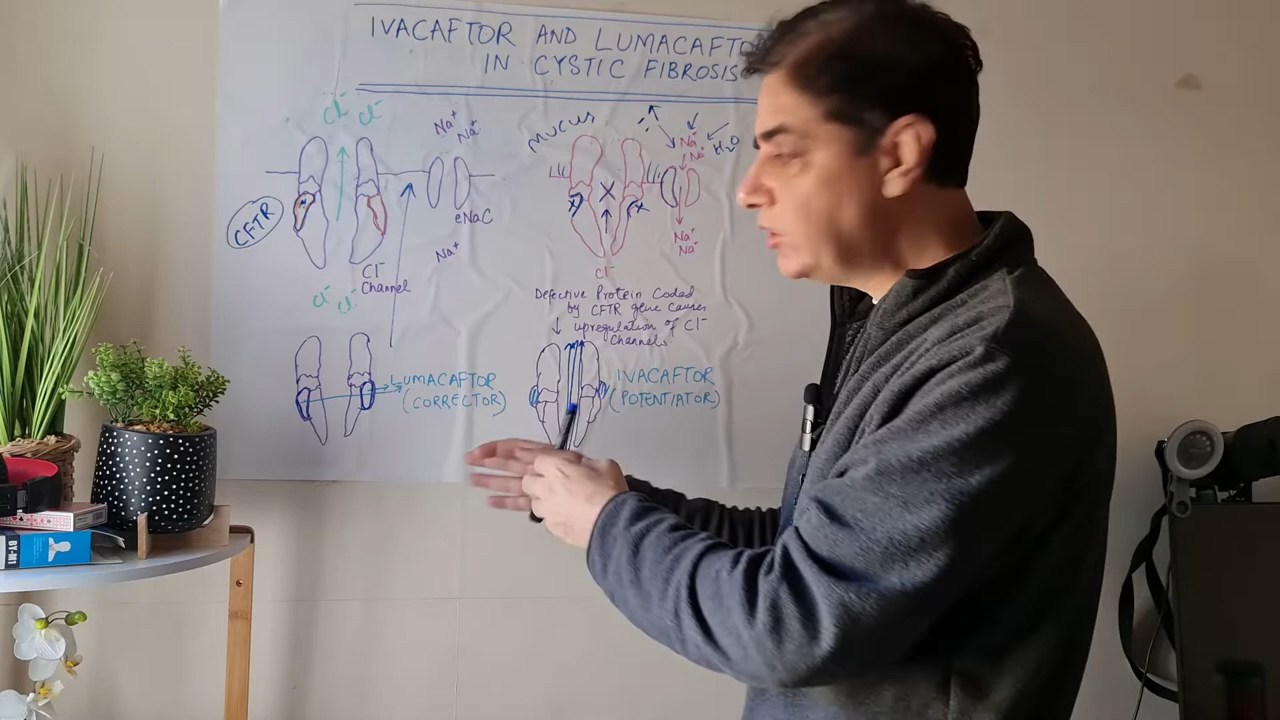 IVACAFTOR AND LUMACAFTO
IN CYSTIC FIBROSIS
Cl⁻ Cl⁻
Na⁺
Na⁺
CFTR
eNaC
Na⁺
Cl⁻
Channel
Cl⁻ Cl⁻
LUMACAFTOR
(CORRECTOR)
MUCUS
Na⁺
Na⁺
H₂O
X
Na⁺
Na⁺
Cl⁻
Defective Protein Coded
by CFTR gene causes
upregulation of Cl⁻
Channels
IVACAFTOR
(POTENTIATOR)